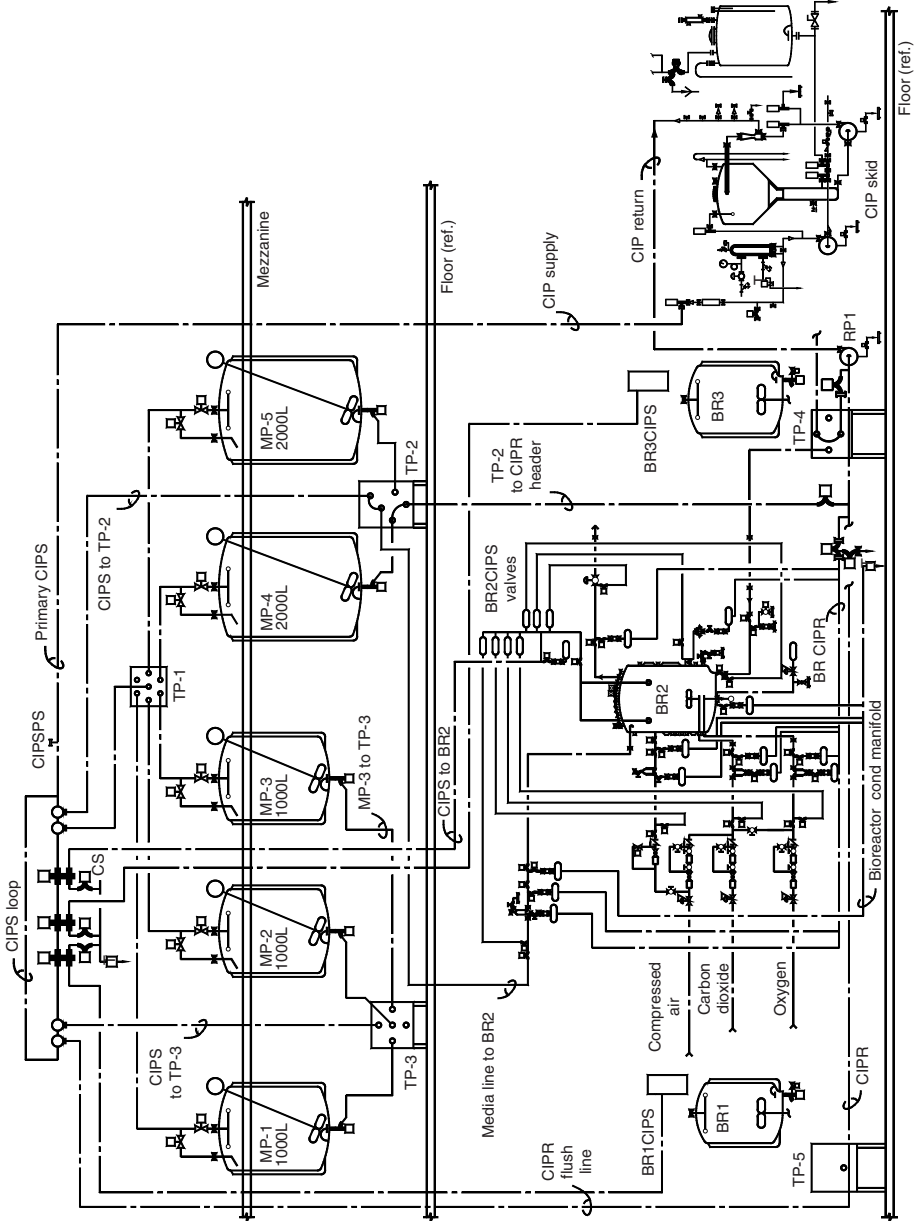 CIPS loop
CIPSPS
Primary CIPS
CS
CIPS to TP-2
TP-1
Mezzanine
MP-1
1000L
MP-2
1000L
MP-3
1000L
MP-4
2000L
MP-5
2000L
CIPS
to TP-3
MP-3 to TP-3
TP-3
TP-2
Floor (ref.)
CIP supply
CIP return
Media line to BR2
CIPS to BR2
BR2CIPS
valves
TP-2
to CIPR
header
BR3CIPS
BR1CIPS
CIPR
flush
line
Compressed
air
Carbon
dioxide
Oxygen
BR1
BR2
BR3
TP-5
CIPR
Bioreactor cond manifold
BR CIPR
TP-4
RP1
CIP skid
Floor (ref.)